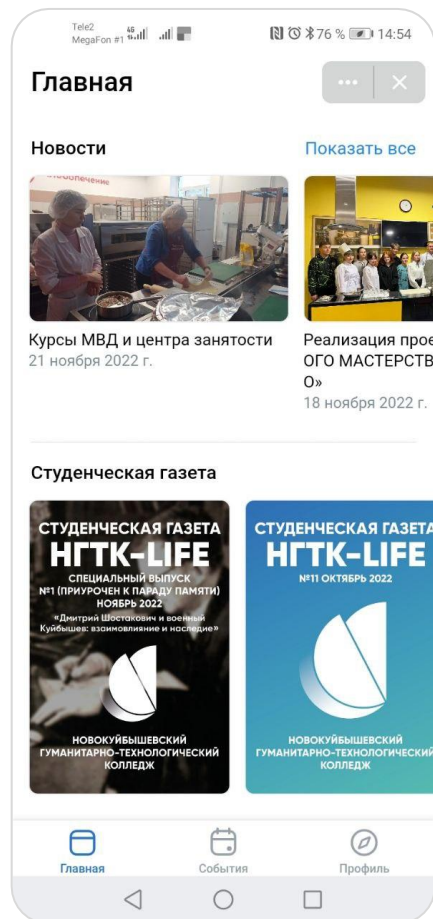 Tele2
MegaFon #1 4G 76 % 14:54
Главная
Новости
Показать все
Курсы МВД и центра занятости
21 ноября 2022 г.
Реализация прое
ОГО МАСТЕРСТВ
О»
18 ноября 2022 г.
Студенческая газета
СТУДЕНЧЕСКАЯ ГАЗЕТА
НГТК-LIFE
СПЕЦИАЛЬНЫЙ ВЫПУСК
№1 (ПРИУРОЧЕН К ПАРАДУ ПАМЯТИ)
НОЯБРЬ 2022
«Дмитрий Шостакович и военный
Куйбышев: взаимовлияние и наследие»
НОВОКУЙБЫШЕВСКИЙ
ГУМАНИТАРНО-ТЕХНОЛОГИЧЕСКИЙ
КОЛЛЕДЖ
СТУДЕНЧЕСКАЯ ГАЗЕТА
НГТК-LIFE
№11 ОКТЯБРЬ 2022
НОВОКУЙБЫШЕВСКИЙ
ГУМАНИТАРНО-ТЕХНОЛОГИЧЕСКИЙ
КОЛЛЕДЖ
Главная
События
Профиль